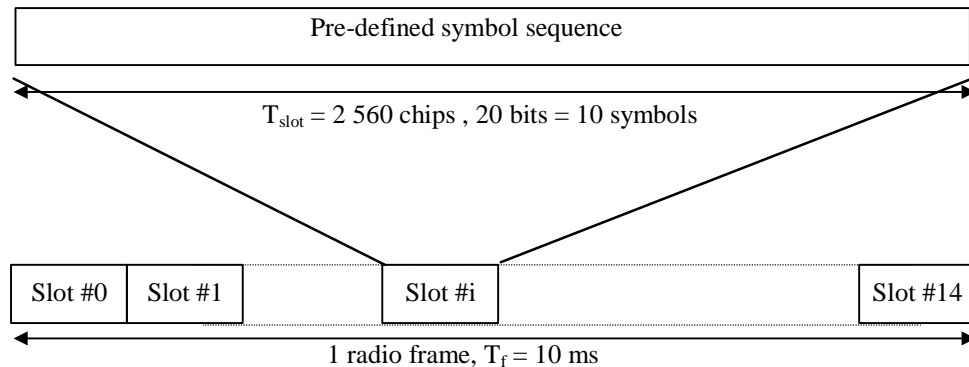 Pre-defined symbol sequence
T_slot = 2 560 chips , 20 bits = 10 symbols
Slot #0 Slot #1 Slot #i Slot #14
1 radio frame, T_f = 10 ms